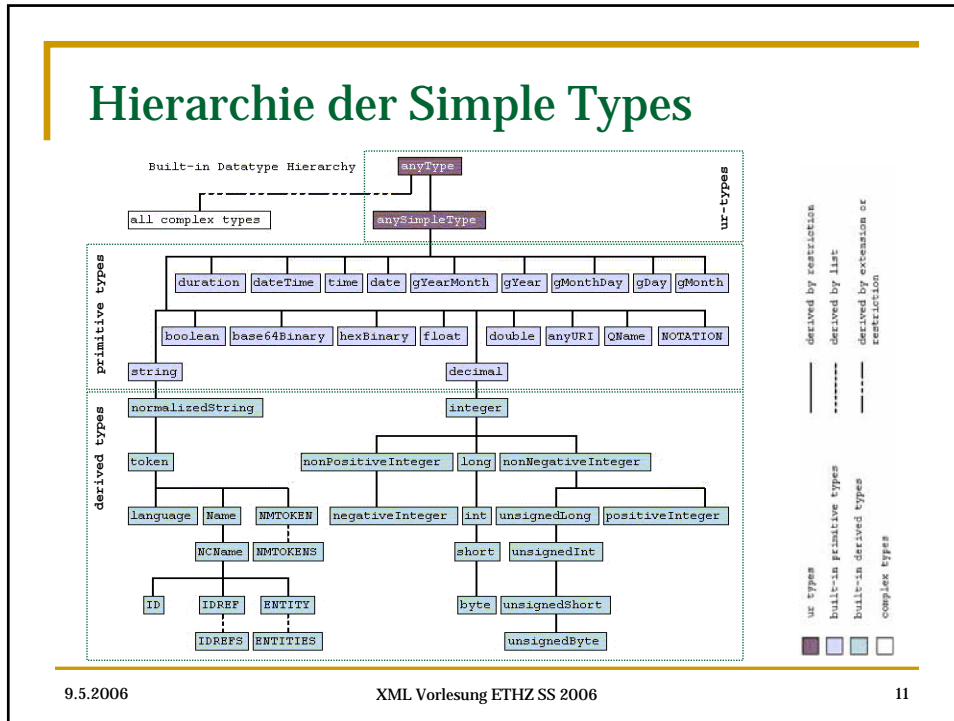 Hierarchie der Simple Types
Built-in Datatype Hierarchy
anyType
ur-types
all complex types
anySimpleType
primitive types
duration dateTime time date gYearMonth gYear gMonthDay gDay gMonth
boolean base64Binary hexBinary float double anyURI QName NOTATION
string decimal
derived types
normalizedString integer
token nonPositiveInteger long nonNegativeInteger
language Name NMTOKEN negativeInteger int unsignedLong positiveInteger
NCName NMTOKENS short unsignedInt
ID IDREF ENTITY byte unsignedShort
IDREFS ENTITIES unsignedByte
ur types
built-in primitive types
built-in derived types
complex types
derived by restriction
derived by list
derived by extension or
restriction
9.5.2006 XML Vorlesung ETHZ SS 2006 11